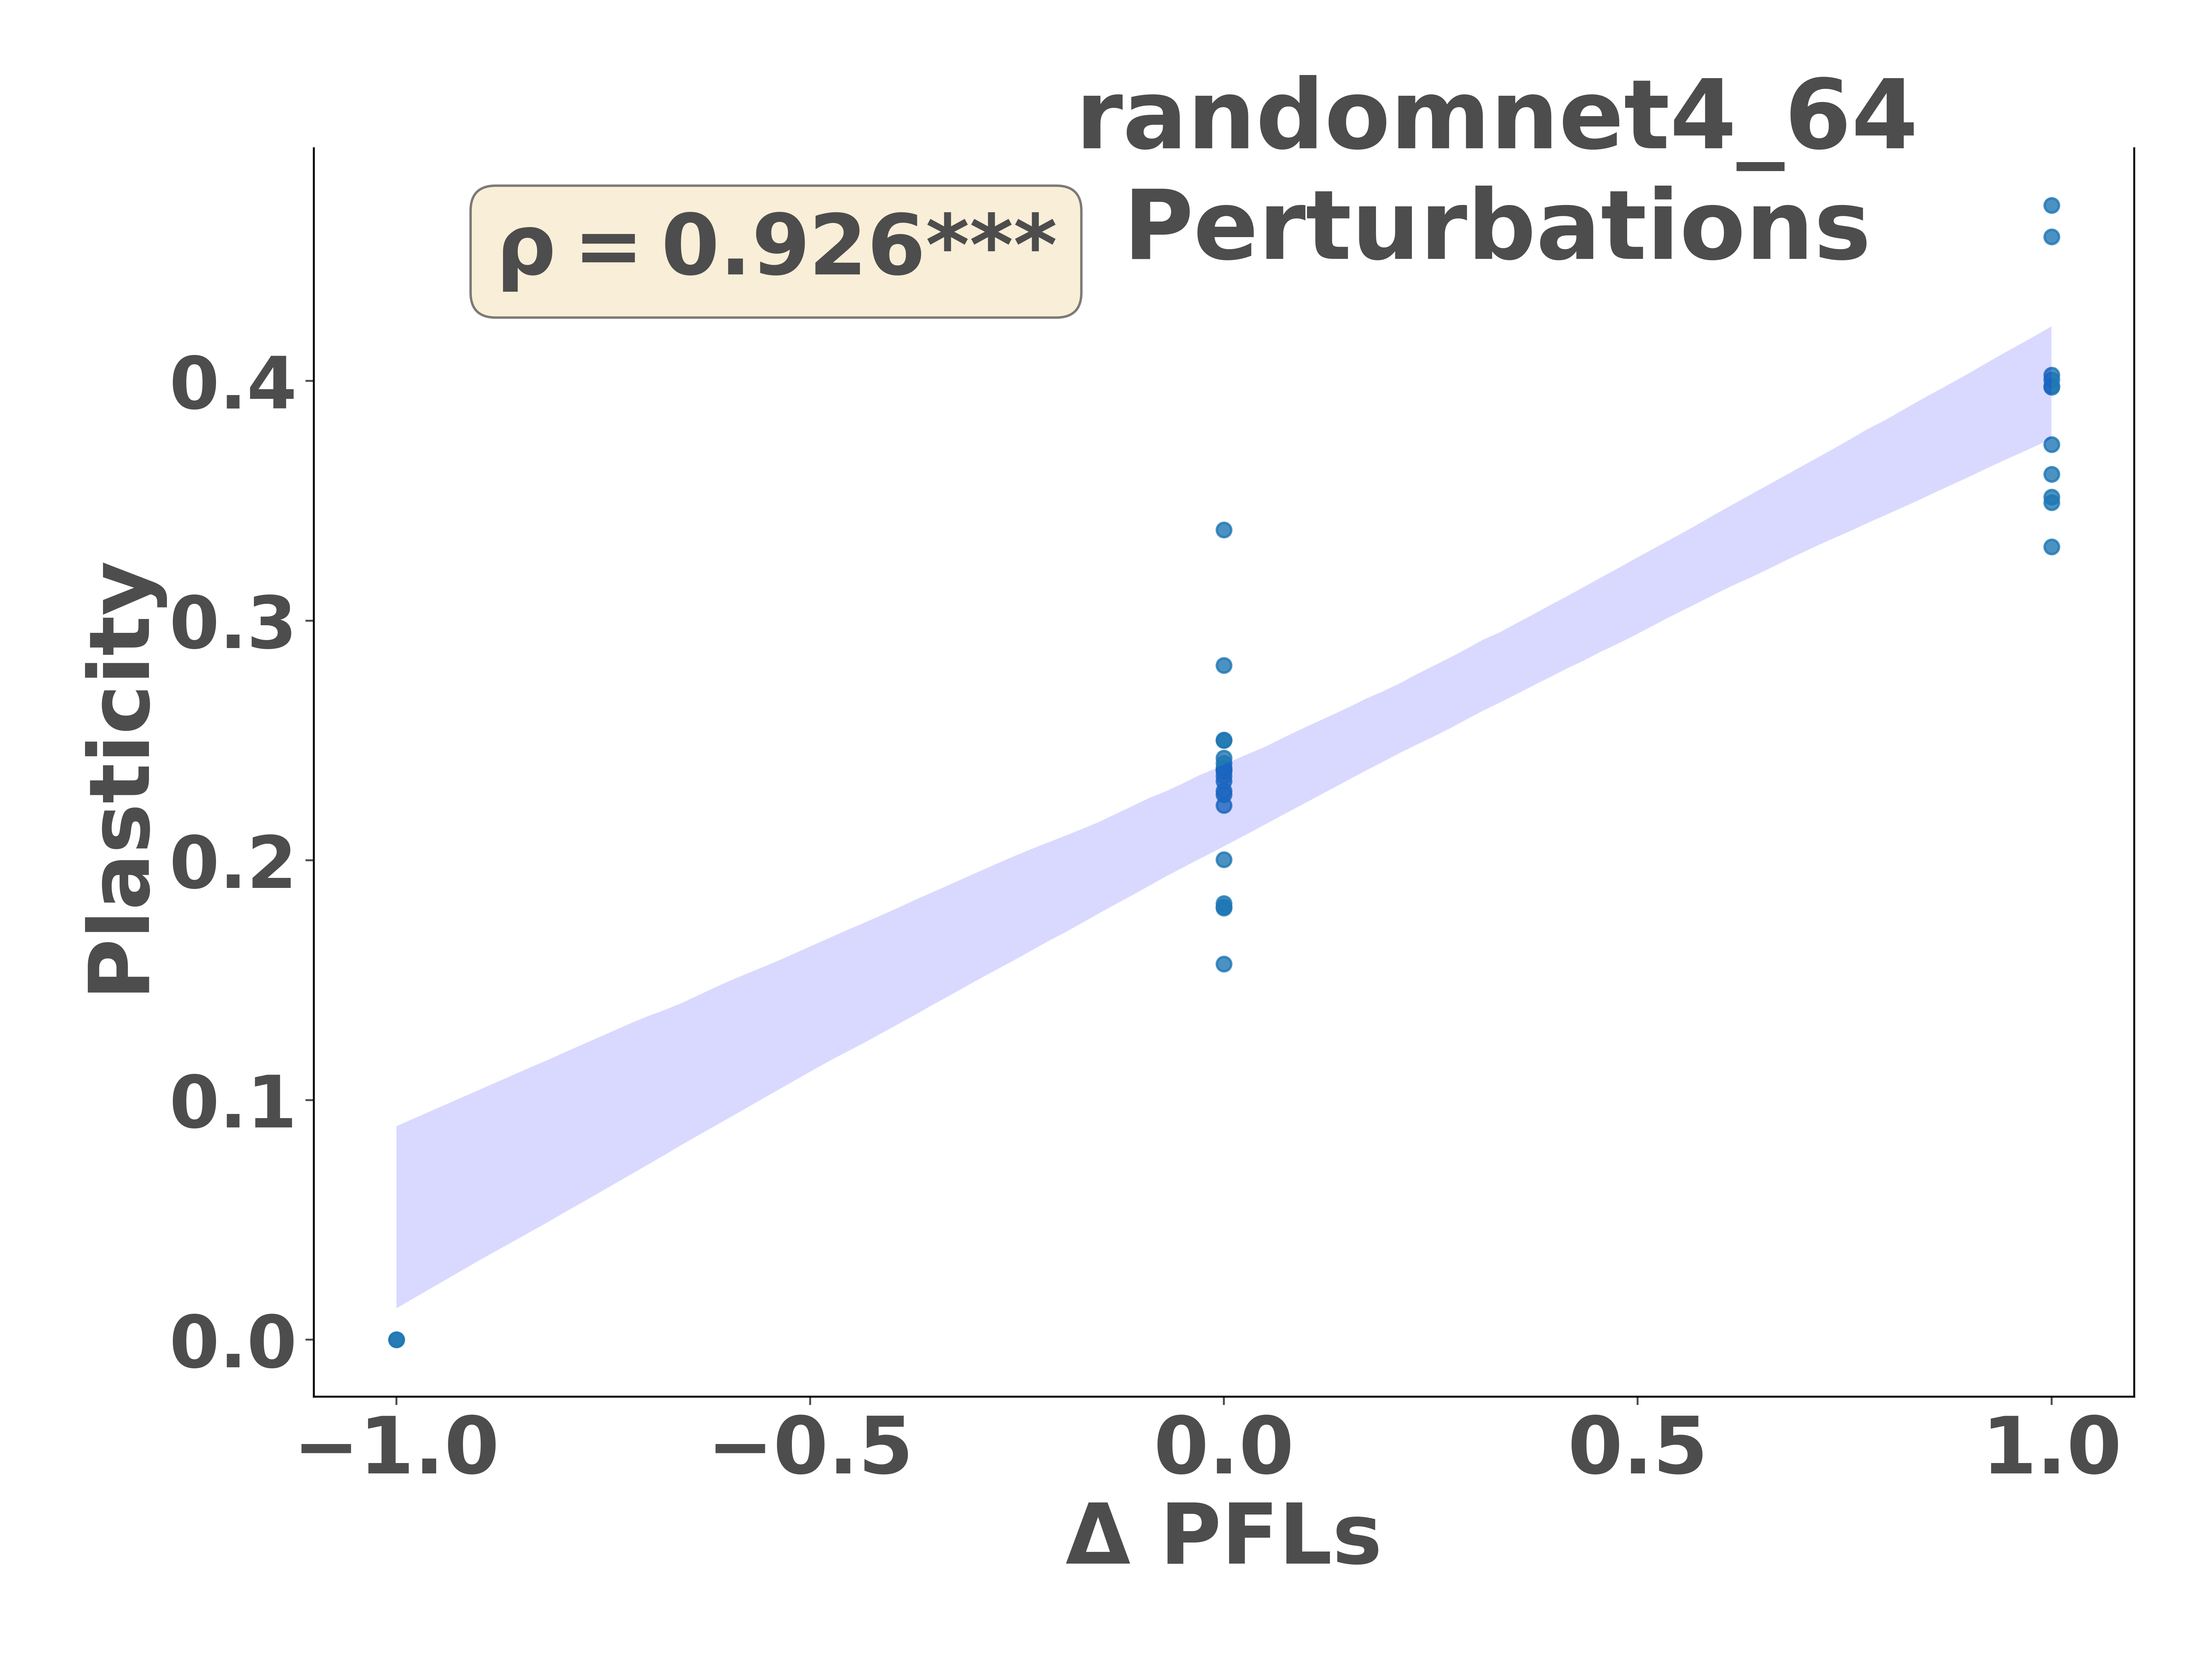 randomnet4_64
Perturbations
ρ = 0.926***
Plasticity
0.4
0.3
0.2
0.1
0.0
−1.0 −0.5 0.0 0.5 1.0
Δ PFLs